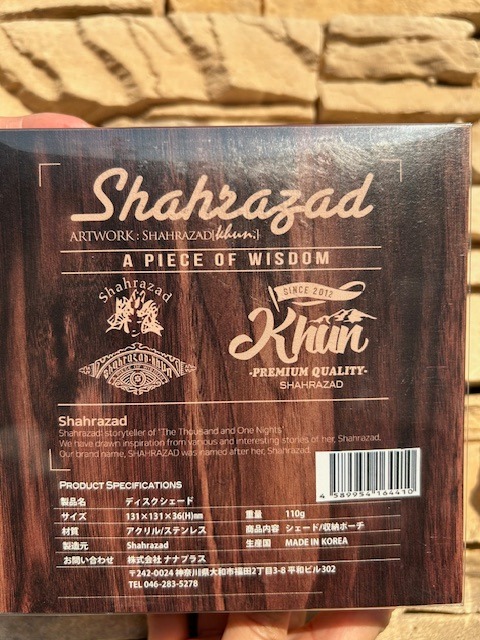 Shahrazad
ARTWORK : SHAHRAZAD[khun:]
A PIECE OF WISDOM
Shahrazad
SINCE 2012
Khun
-PREMIUM QUALITY-
SHAHRAZAD
Shahrazad
Shahrazad: storyteller of "The Thousand and One Nights"
We have drawn inspiration from various and interesting stories of her, Shahrazad.
Our brand name, SHAHRAZAD was named after her, Shahrazad.
4 589954 164410
PRODUCT SPECIFICATIONS
製品名 ディスクシェード
サイズ 131×131×36(H)㎜ 重量 110g
材質 アクリル/ステンレス 商品内容 シェード/収納ポーチ
製造元 Shahrazad 生産国 MADE IN KOREA
お問い合わせ 株式会社 ナナプラス
〒242-0024 神奈川県大和市福田2丁目3-8 平和ビル302
TEL 046-283-5278